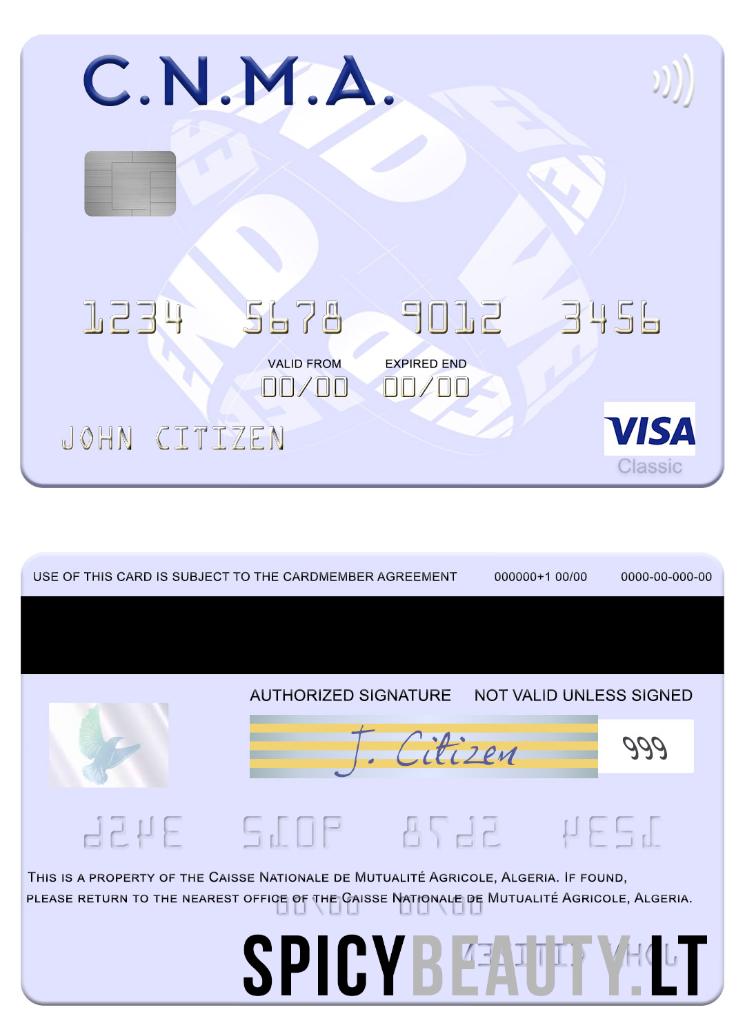 C.N.M.A.
1234 5678 9012 3456
VALID FROM EXPIRED END
00/00 00/00
JOHN CITIZEN
VISA
Classic
USE OF THIS CARD IS SUBJECT TO THE CARDMEMBER AGREEMENT 000000+1 00/00 0000-00-000-00
AUTHORIZED SIGNATURE NOT VALID UNLESS SIGNED
J. Citizen 999
THIS IS A PROPERTY OF THE CAISSE NATIONALE DE MUTUALITÉ AGRICOLE, ALGERIA. IF FOUND,
PLEASE RETURN TO THE NEAREST OFFICE OF THE CAISSE NATIONALE DE MUTUALITÉ AGRICOLE, ALGERIA.
SPICYBEAUTY.LT